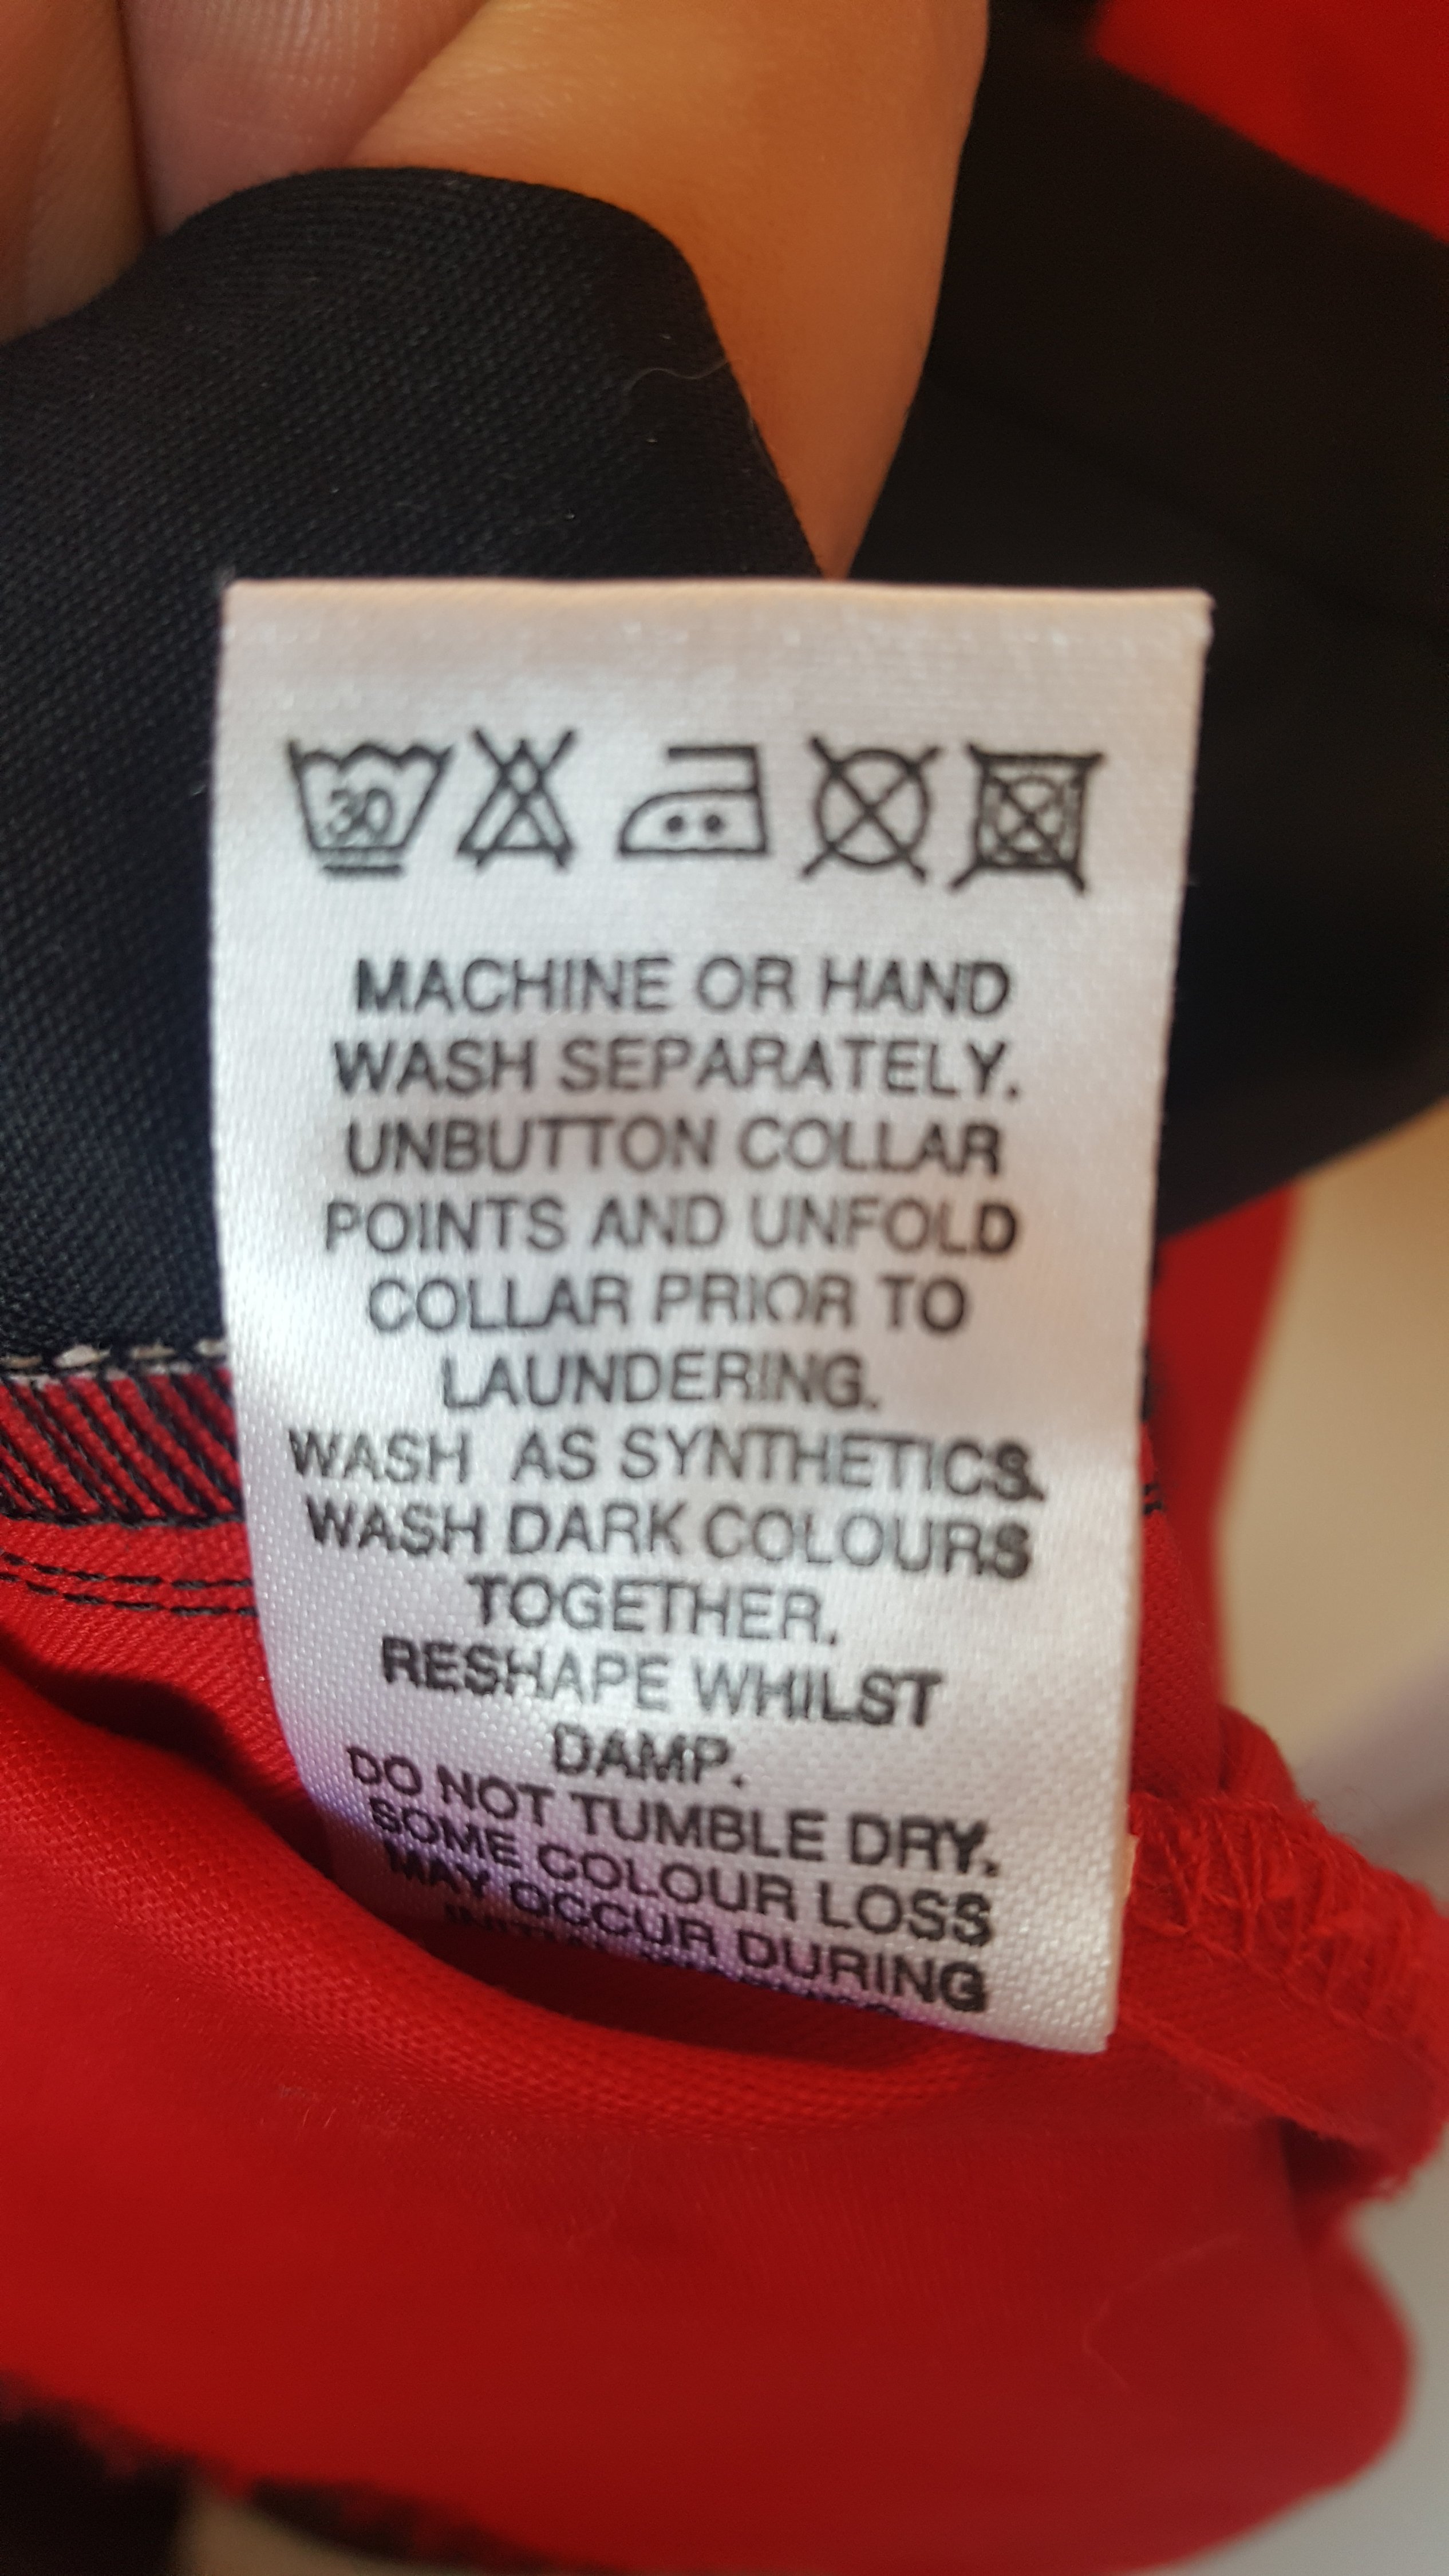 30
MACHINE OR HAND
WASH SEPARATELY.
UNBUTTON COLLAR
POINTS AND UNFOLD
COLLAR PRIOR TO
LAUNDERING.
WASH AS SYNTHETICS.
WASH DARK COLOURS
TOGETHER.
RESHAPE WHILST
DAMP.
DO NOT TUMBLE DRY.
SOME COLOUR LOSS
MAY OCCUR DURING